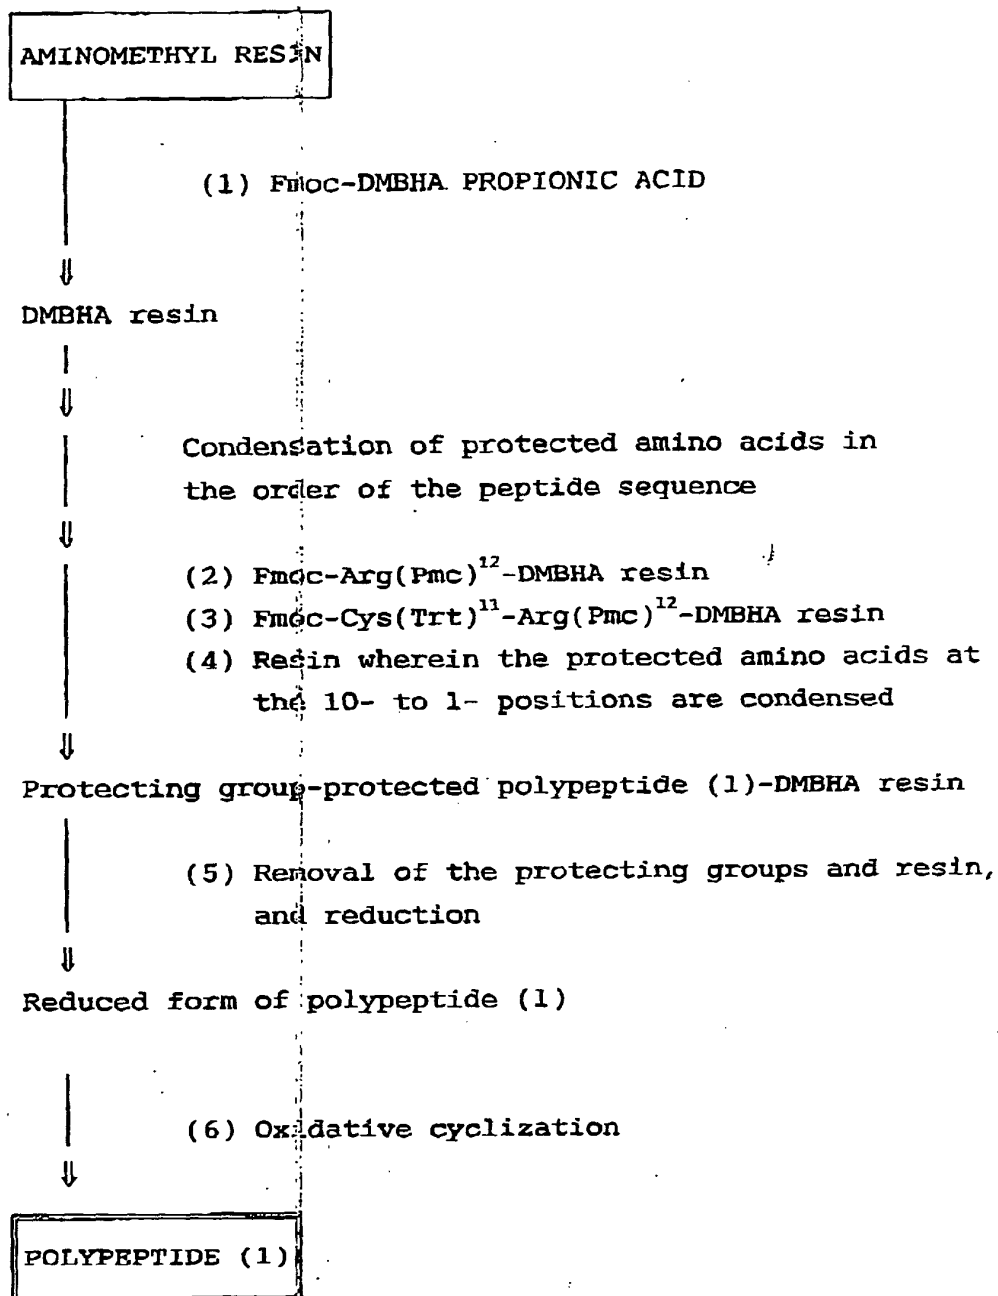 AMINOMETHYL RESIN
(1) Fmoc-DMBHA PROPIONIC ACID
DMBHA resin
Condensation of protected amino acids in
the order of the peptide sequence
(2) Fmoc-Arg(Pmc)¹²-DMBHA resin
(3) Fmoc-Cys(Trt)¹¹-Arg(Pmc)¹²-DMBHA resin
(4) Resin wherein the protected amino acids at
the 10- to 1- positions are condensed
Protecting group-protected polypeptide (1)-DMBHA resin
(5) Removal of the protecting groups and resin,
and reduction
Reduced form of polypeptide (1)
(6) Oxidative cyclization
POLYPEPTIDE (1)